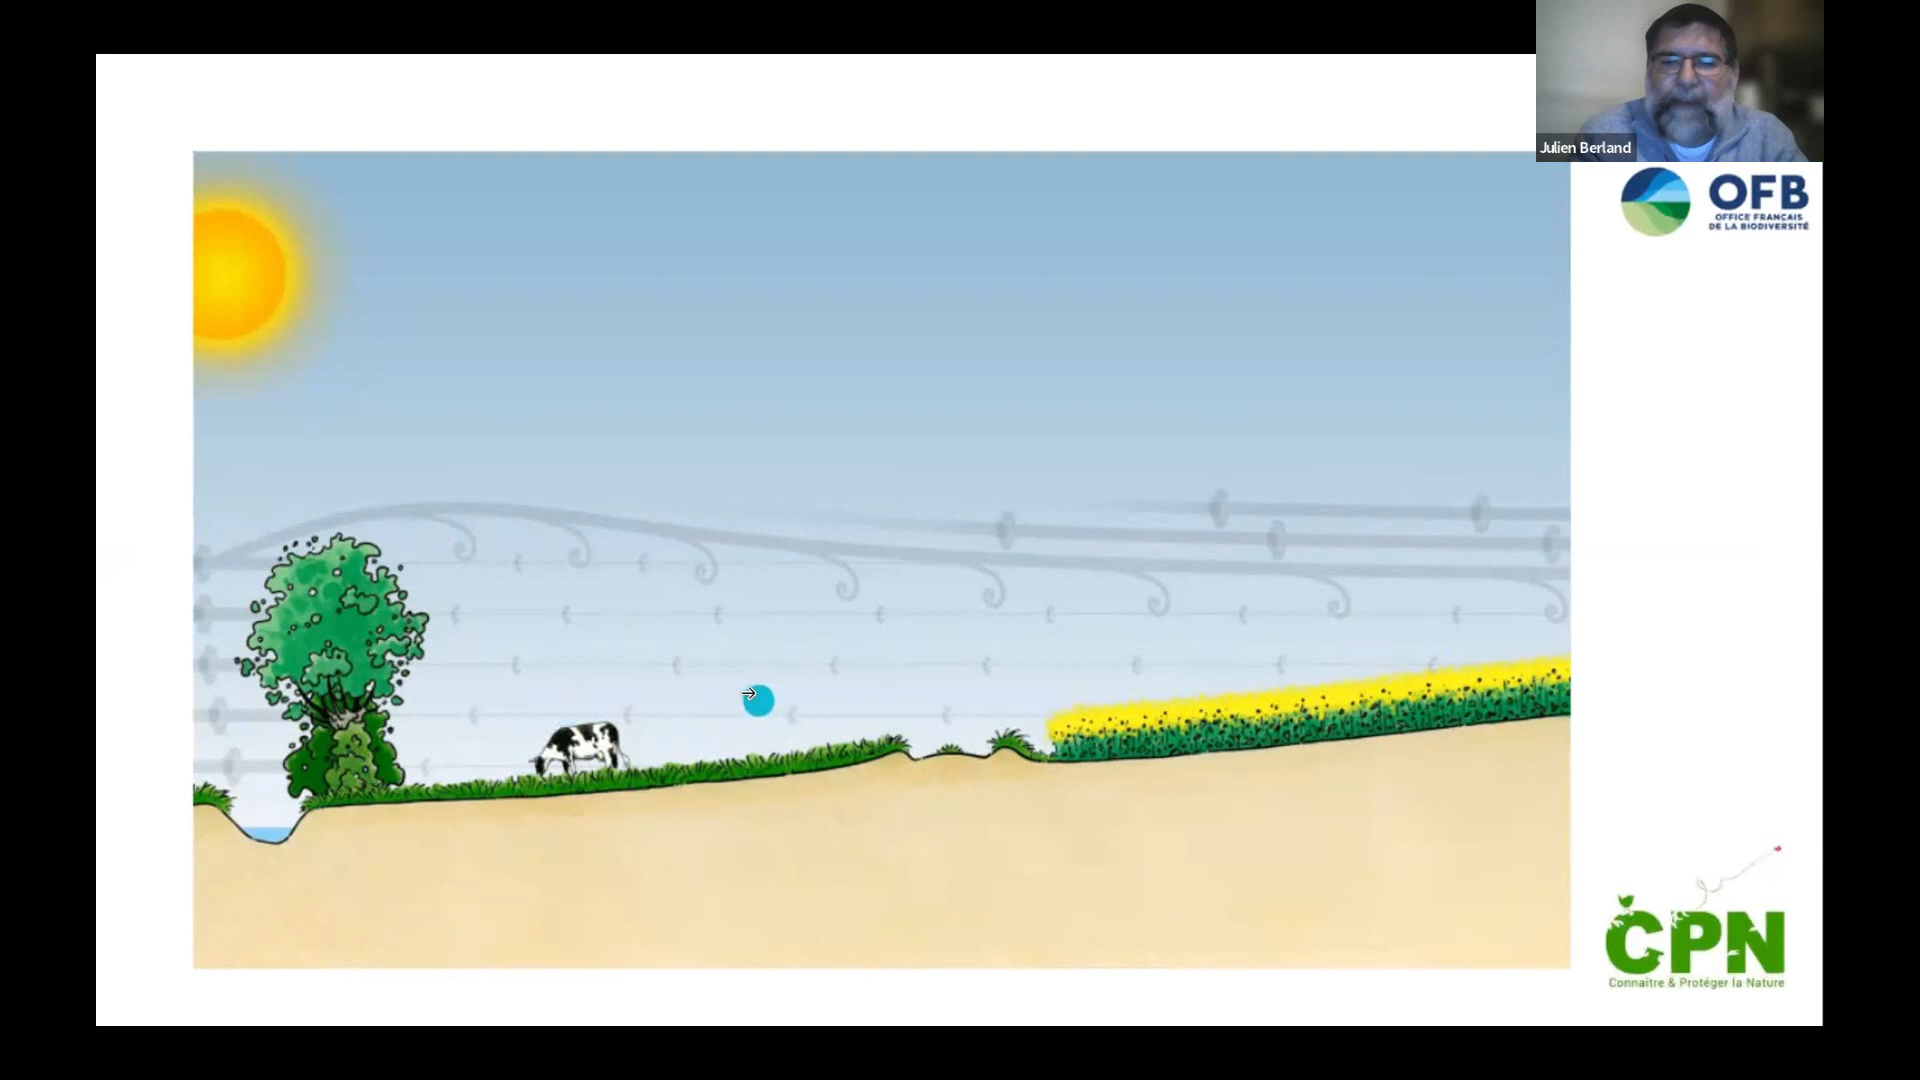 Julien Berland
OFB
OFFICE FRANÇAIS
DE LA BIODIVERSITÉ
CPN
Connaître & Protéger la Nature